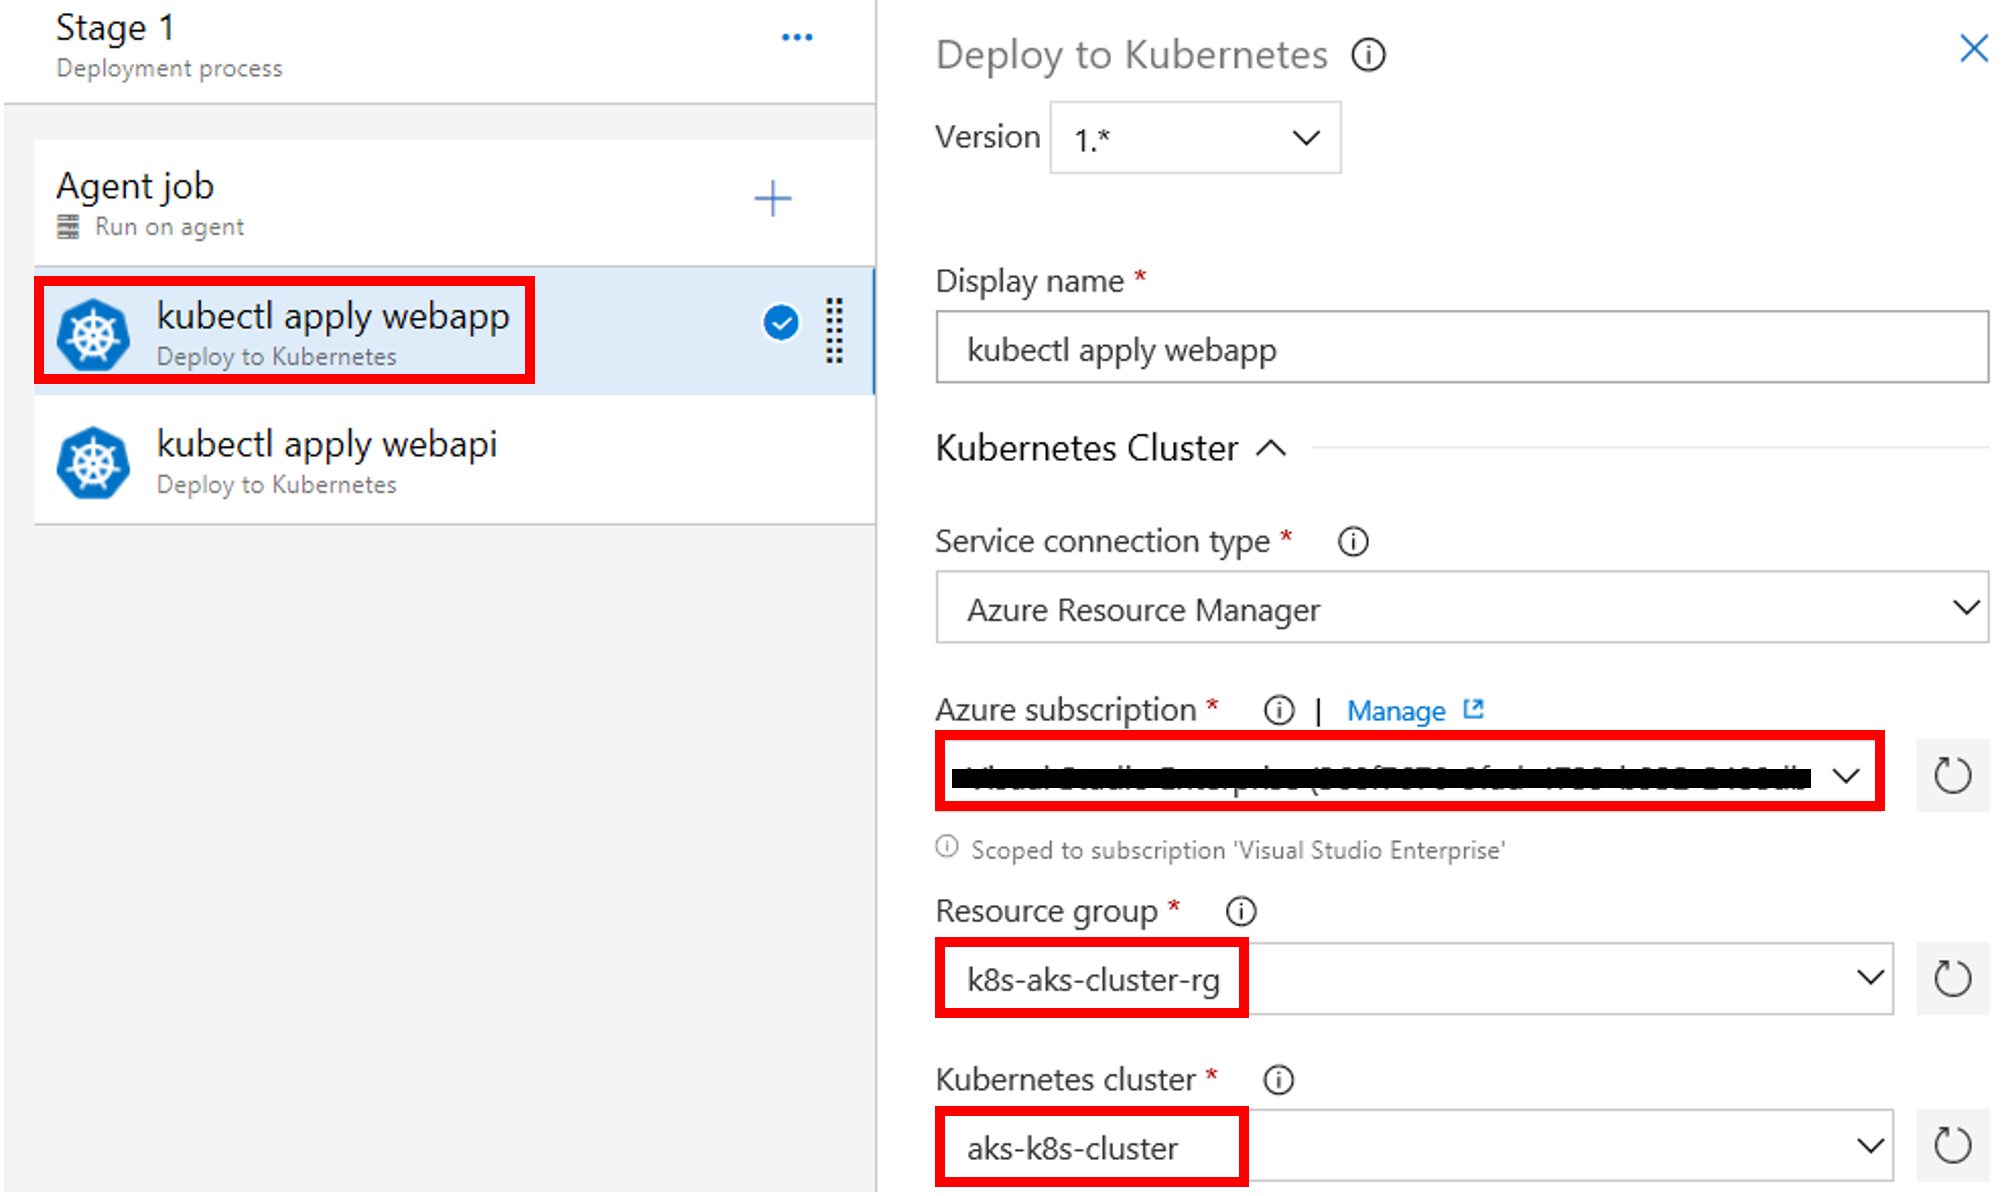 Stage 1
Deployment process
Agent job
Run on agent
kubectl apply webapp
Deploy to Kubernetes
kubectl apply webapi
Deploy to Kubernetes
Deploy to Kubernetes
Version 1.*
Display name *
kubectl apply webapp
Kubernetes Cluster
Service connection type *
Azure Resource Manager
Azure subscription * | Manage
Scoped to subscription 'Visual Studio Enterprise'
Resource group *
k8s-aks-cluster-rg
Kubernetes cluster *
aks-k8s-cluster